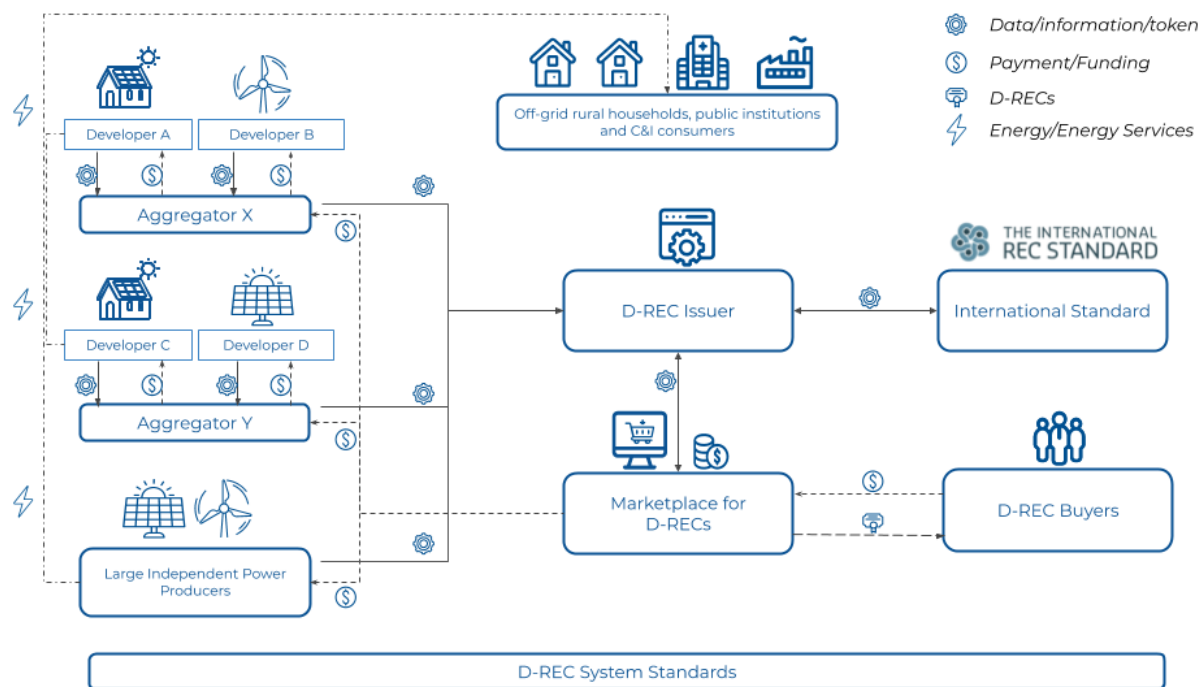 Data/information/token
Payment/Funding
D-RECs
Energy/Energy Services
Off-grid rural households, public institutions
and C&I consumers
Developer A
Developer B
Aggregator X
THE INTERNATIONAL
REC STANDARD
D-REC Issuer
International Standard
Developer C
Developer D
Aggregator Y
Marketplace for
D-RECs
D-REC Buyers
Large Independent Power
Producers
D-REC System Standards